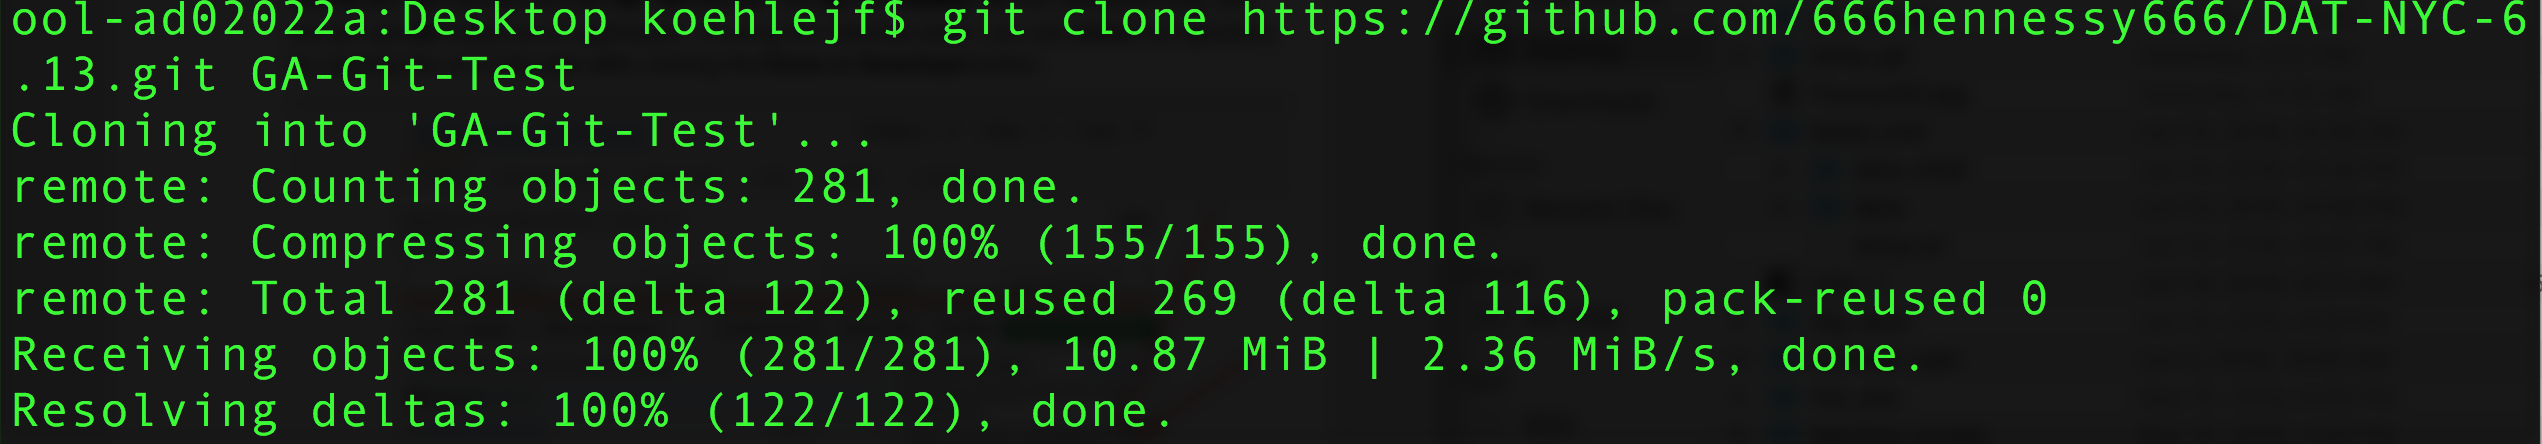 ool-ad02022a:Desktop koehlejf$ git clone https://github.com/666hennessy666/DAT-NYC-6
.13.git GA-Git-Test
Cloning into 'GA-Git-Test'...
remote: Counting objects: 281, done.
remote: Compressing objects: 100% (155/155), done.
remote: Total 281 (delta 122), reused 269 (delta 116), pack-reused 0
Receiving objects: 100% (281/281), 10.87 MiB | 2.36 MiB/s, done.
Resolving deltas: 100% (122/122), done.